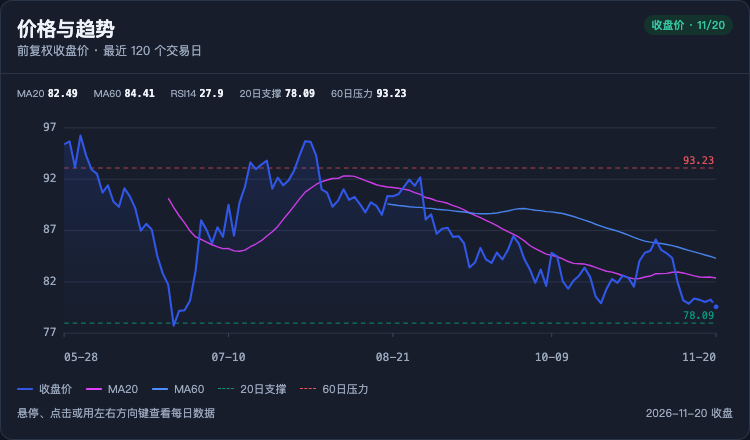 价格与趋势
收盘价 · 11/20
前复权收盘价 · 最近 120 个交易日
MA20 82.49 MA60 84.41 RSI14 27.9 20日支撑 78.09 60日压力 93.23
97
93.23
92
87
82
78.09
77
05-28 07-10 08-21 10-09 11-20
收盘价 MA20 MA60 20日支撑 60日压力
悬停、点击或用左右方向键查看每日数据 2026-11-20 收盘